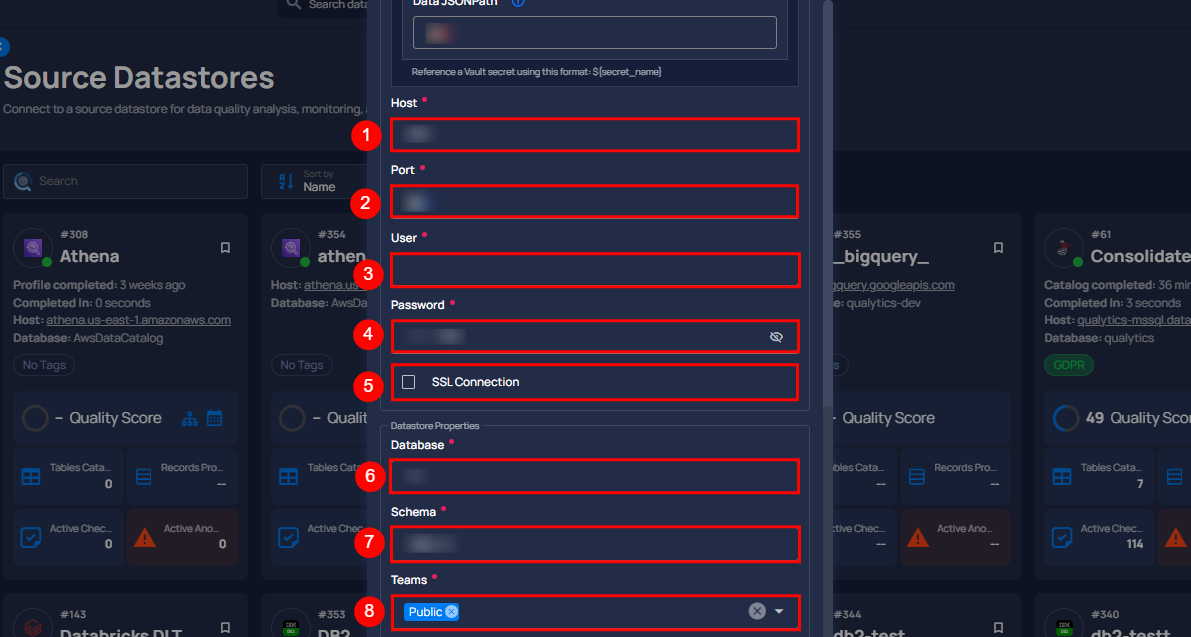 Search data
Data JSONPath
Reference a Vault secret using this format: ${secret_name}
Source Datastores
Connect to a source datastore for data quality analysis, monitoring,
Search
Sort by
Name
Host *
1
Port *
2
User *
3
Password *
4
5
SSL Connection
Datastore Properties
Database *
6
Schema *
7
Teams *
8
Public
#308
Athena
Profile completed: 3 weeks ago
Completed In: 0 seconds
Host: athena.us-east-1.amazonaws.com
Database: AwsDataCatalog
No Tags
– Quality Score
Tables Cata...
0
Records Pro...
--
Active Chec...
0
Active Ano...
0
#354
athen
Host: athena.us-
Database: AwsD
No Tags
– Qualit
Tables Cata
Active Chec
#355
_bigquery_
gquery.googleapis.com
e: qualytics-dev
s
– Quality Score
bles Cata...
--
Records Pro...
--
tive Chec...
--
Active Ano...
--
#61
Consolidate
Catalog completed: 36 min
Completed In: 3 seconds
Host: qualytics-mssql.data
Database: qualytics
GDPR
49 Quality Scor
Tables Cata...
7
Active Chec...
114
#143
Databricks DLT
#353
DB2
#344
db2-test
#340
db2-testt